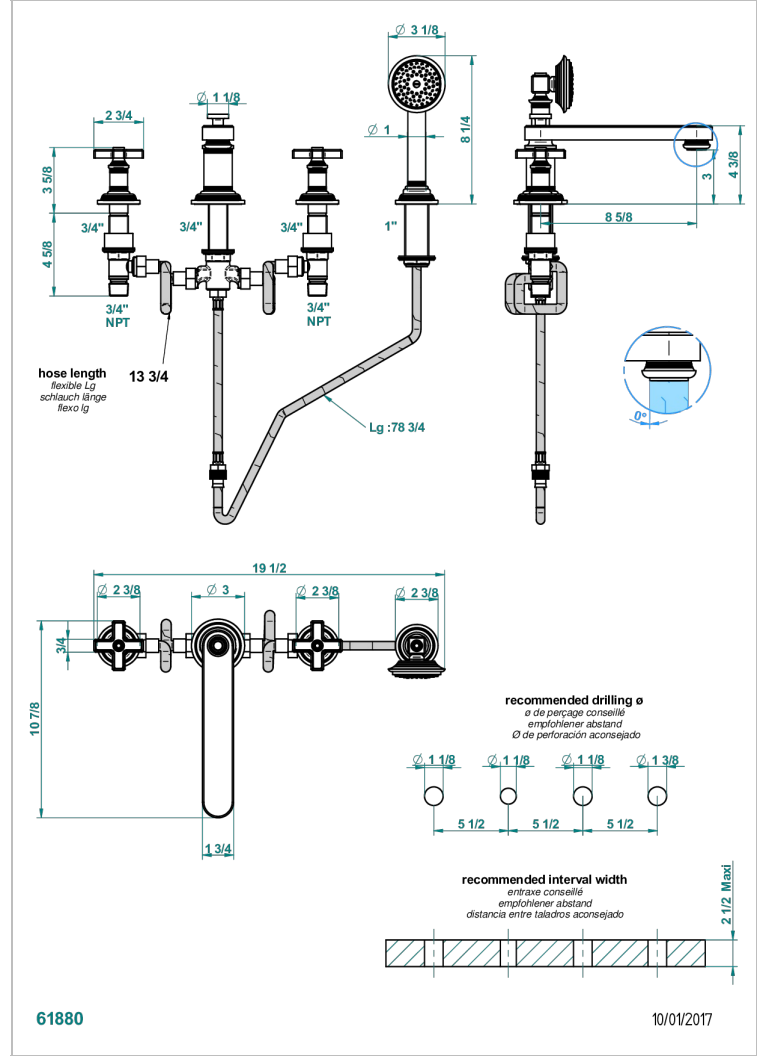 Ø 3 1/8
Ø 1 1/8
2 3/4
Ø 1
8 1/4
3 5/8
4 3/8
3
8 5/8
3/4"
3/4"
3/4"
1"
4 5/8
3/4"
NPT
3/4"
NPT
hose length
flexible Lg
schlauch länge
flexo lg
13 3/4
Lg :78 3/4
0°
19 1/2
Ø 2 3/8
Ø 3
Ø 2 3/8
Ø 2 3/8
3/4
10 7/8
1 3/4
recommended drilling ø
ø de perçage conseillé
empfohlener abstand
Ø de perforación aconsejado
Ø 1 1/8
Ø 1 1/8
Ø 1 1/8
Ø 1 3/8
5 1/2
5 1/2
5 1/2
recommended interval width
entraxe conseillé
empfohlener abstand
distancia entre taladros aconsejado
2 1/2 Maxi
61880
10/01/2017